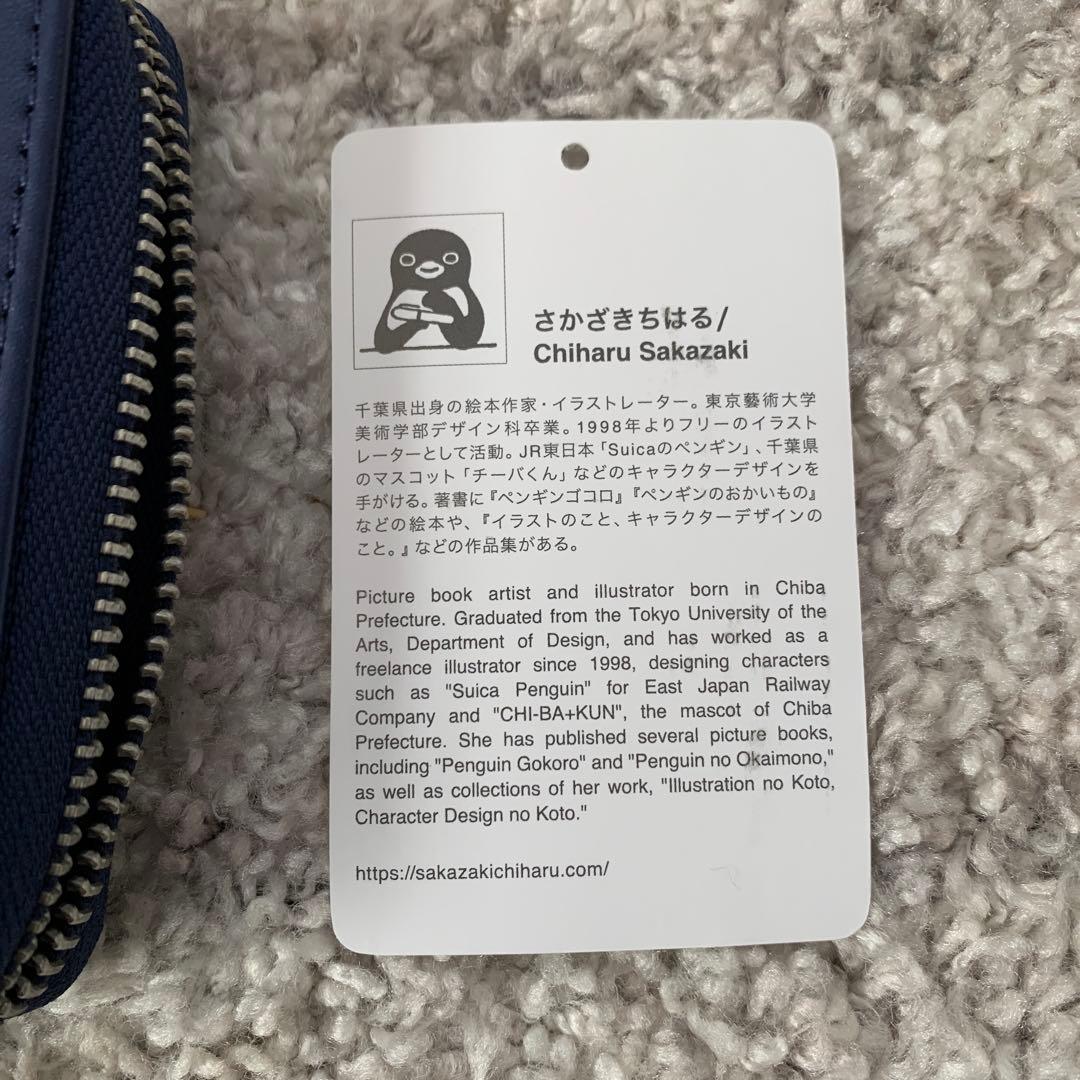 さかざきちはる/
Chiharu Sakazaki
千葉県出身の絵本作家・イラストレーター。東京藝術大学
美術学部デザイン科卒業。1998年よりフリーのイラスト
レーターとして活動。JR東日本「Suicaのペンギン」、千葉県
のマスコット「チーバくん」などのキャラクターデザインを
手がける。著書に『ペンギンゴコロ』『ペンギンのおかいもの』
などの絵本や、『イラストのこと、キャラクターデザインの
こと。』などの作品集がある。
Picture book artist and illustrator born in Chiba
Prefecture. Graduated from the Tokyo University of the
Arts, Department of Design, and has worked as a
freelance illustrator since 1998, designing characters
such as "Suica Penguin" for East Japan Railway
Company and "CHI-BA+KUN", the mascot of Chiba
Prefecture. She has published several picture books,
including "Penguin Gokoro" and "Penguin no Okaimono,"
as well as collections of her work, "Illustration no Koto,
Character Design no Koto."
https://sakazakichiharu.com/